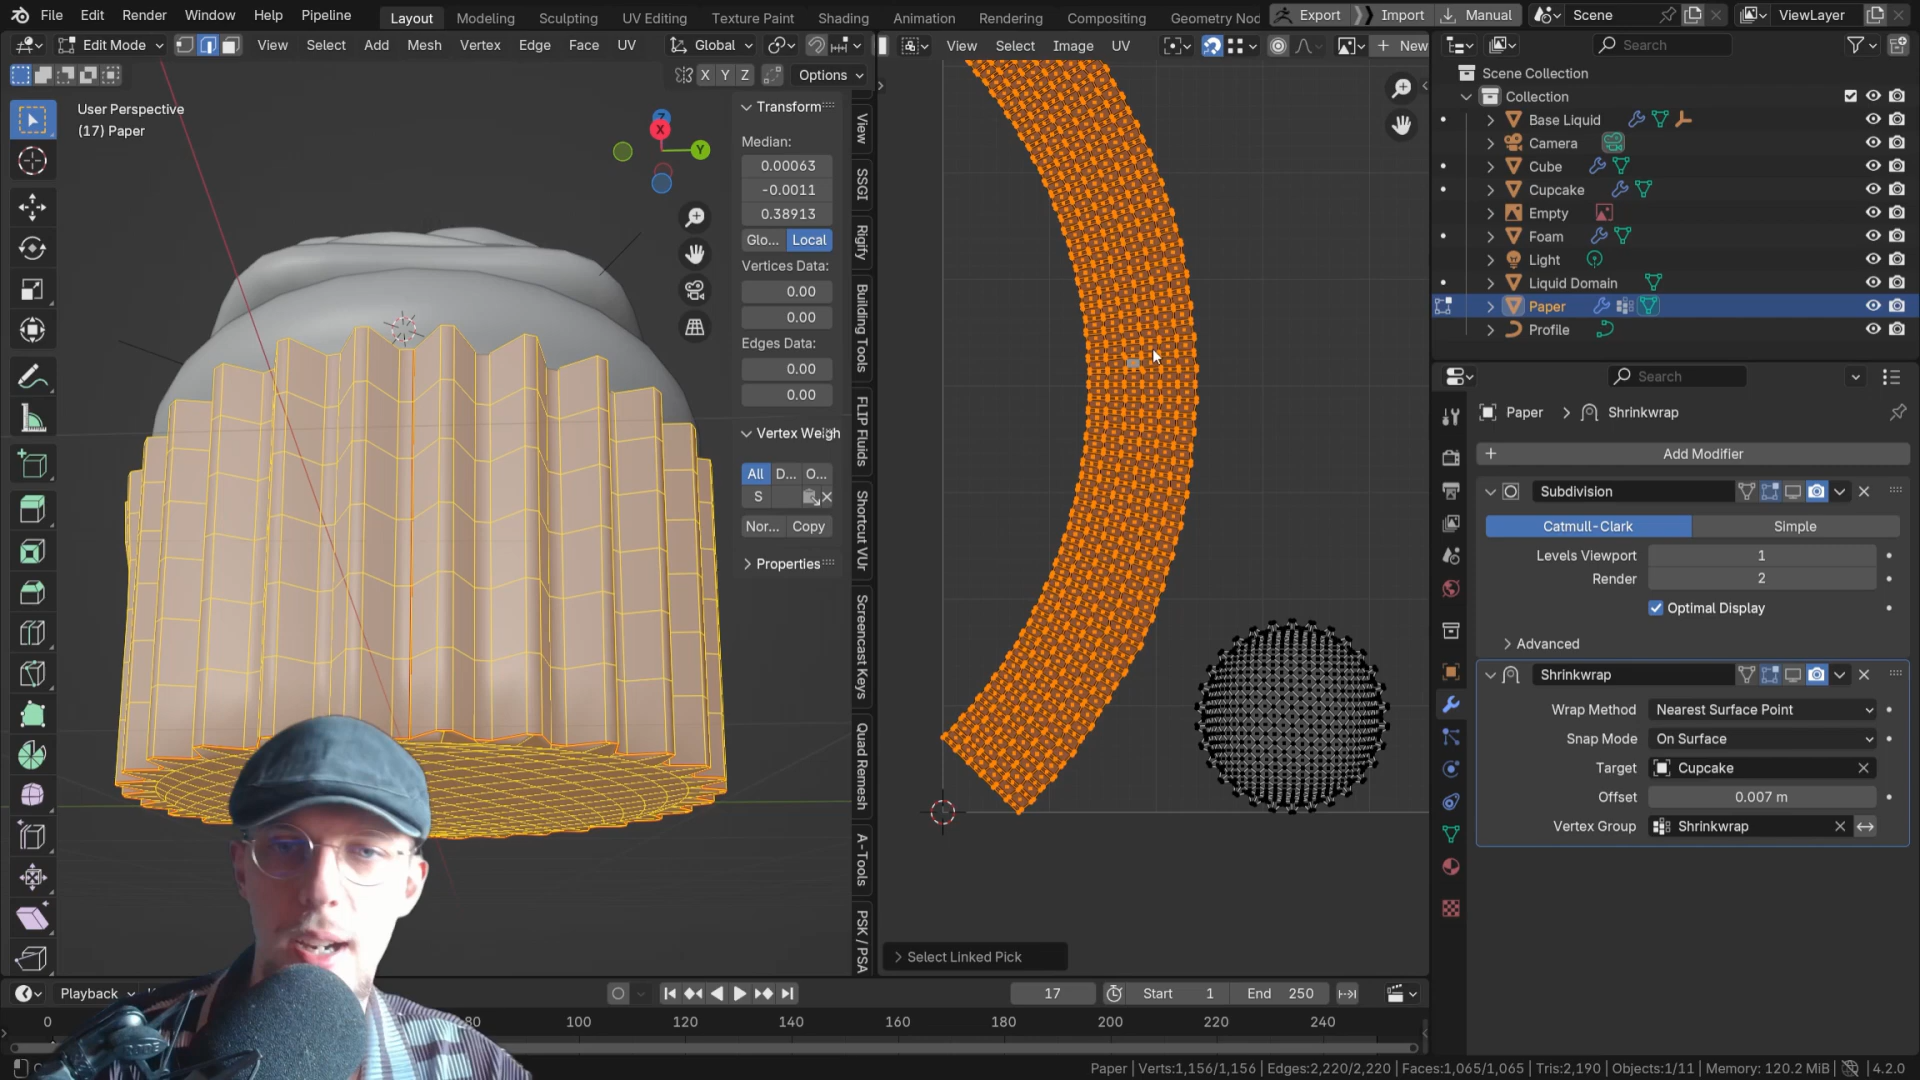 File Edit Render Window Help Pipeline Layout Modeling Sculpting UV Editing Texture Paint Shading Animation Rendering Compositing Geometry Nod Export Import Manual Scene ViewLayer
Edit Mode View Select Add Mesh Vertex Edge Face UV Global View Select Image UV New Search
X Y Z Options
User Perspective
(17) Paper
Z
X
Y
Transform
Median:
0.00063
-0.0011
0.38913
Glo... Local
Vertices Data:
0.00
0.00
Edges Data:
0.00
0.00
Vertex Weigh
All D... O...
S
Nor... Copy
Properties
View
SSGI
Rigify
Building Tools
FLIP Fluids
Shortcut VUr
Screencast Keys
Quad Remesh
A-Tools
PSK / PSA
Select Linked Pick
Scene Collection
Collection
Base Liquid
Camera
Cube
Cupcake
Empty
Foam
Light
Liquid Domain
Paper
Profile
Search
Paper Shrinkwrap
Add Modifier
Subdivision
Catmull-Clark Simple
Levels Viewport 1
Render 2
Optimal Display
Advanced
Shrinkwrap
Wrap Method Nearest Surface Point
Snap Mode On Surface
Target Cupcake
Offset 0.007 m
Vertex Group Shrinkwrap
Playback 17 Start 1 End 250
0 80 100 120 140 160 180 200 220 240
Paper | Verts:1,156/1,156 | Edges:2,220/2,220 | Faces:1,065/1,065 | Tris:2,190 | Objects:1/11 | Memory: 120.2 MiB | 4.2.0